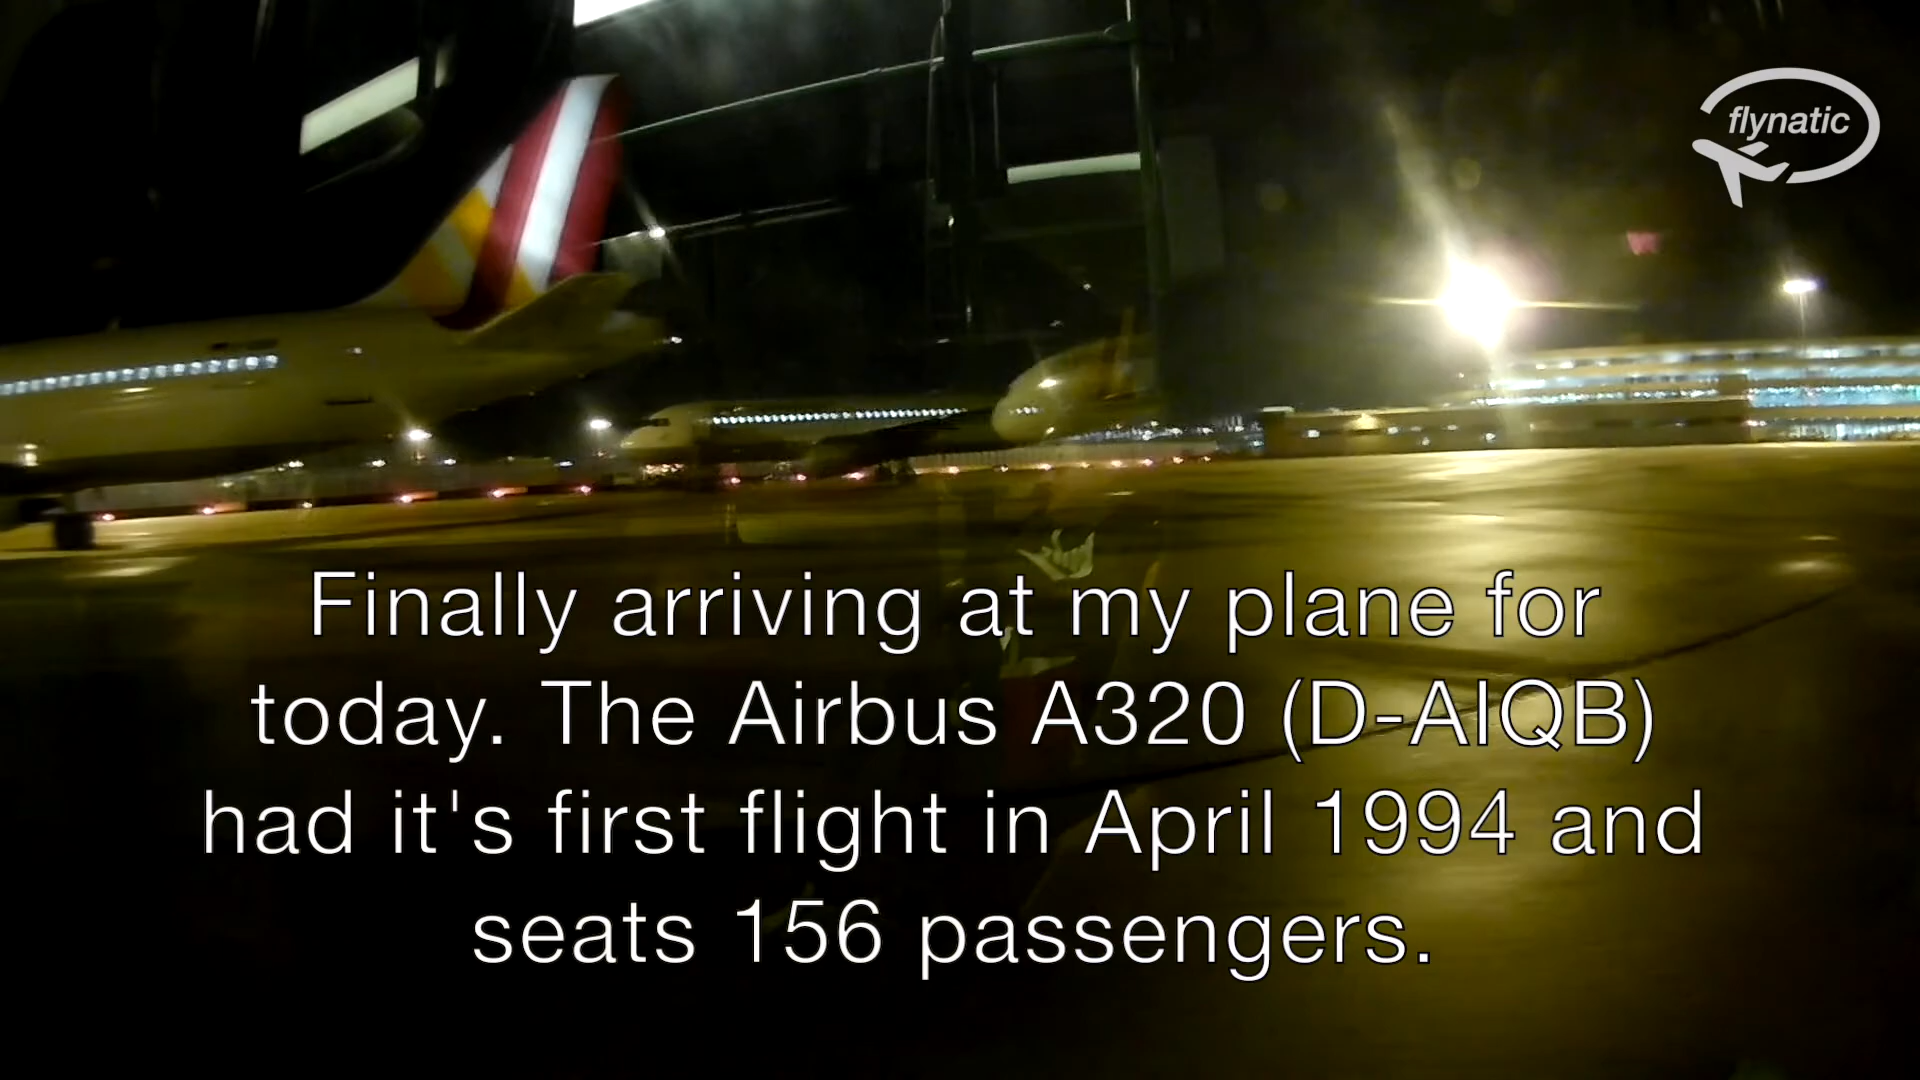 flynatic
Finally arriving at my plane for
today. The Airbus A320 (D-AIQB)
had it's first flight in April 1994 and
seats 156 passengers.